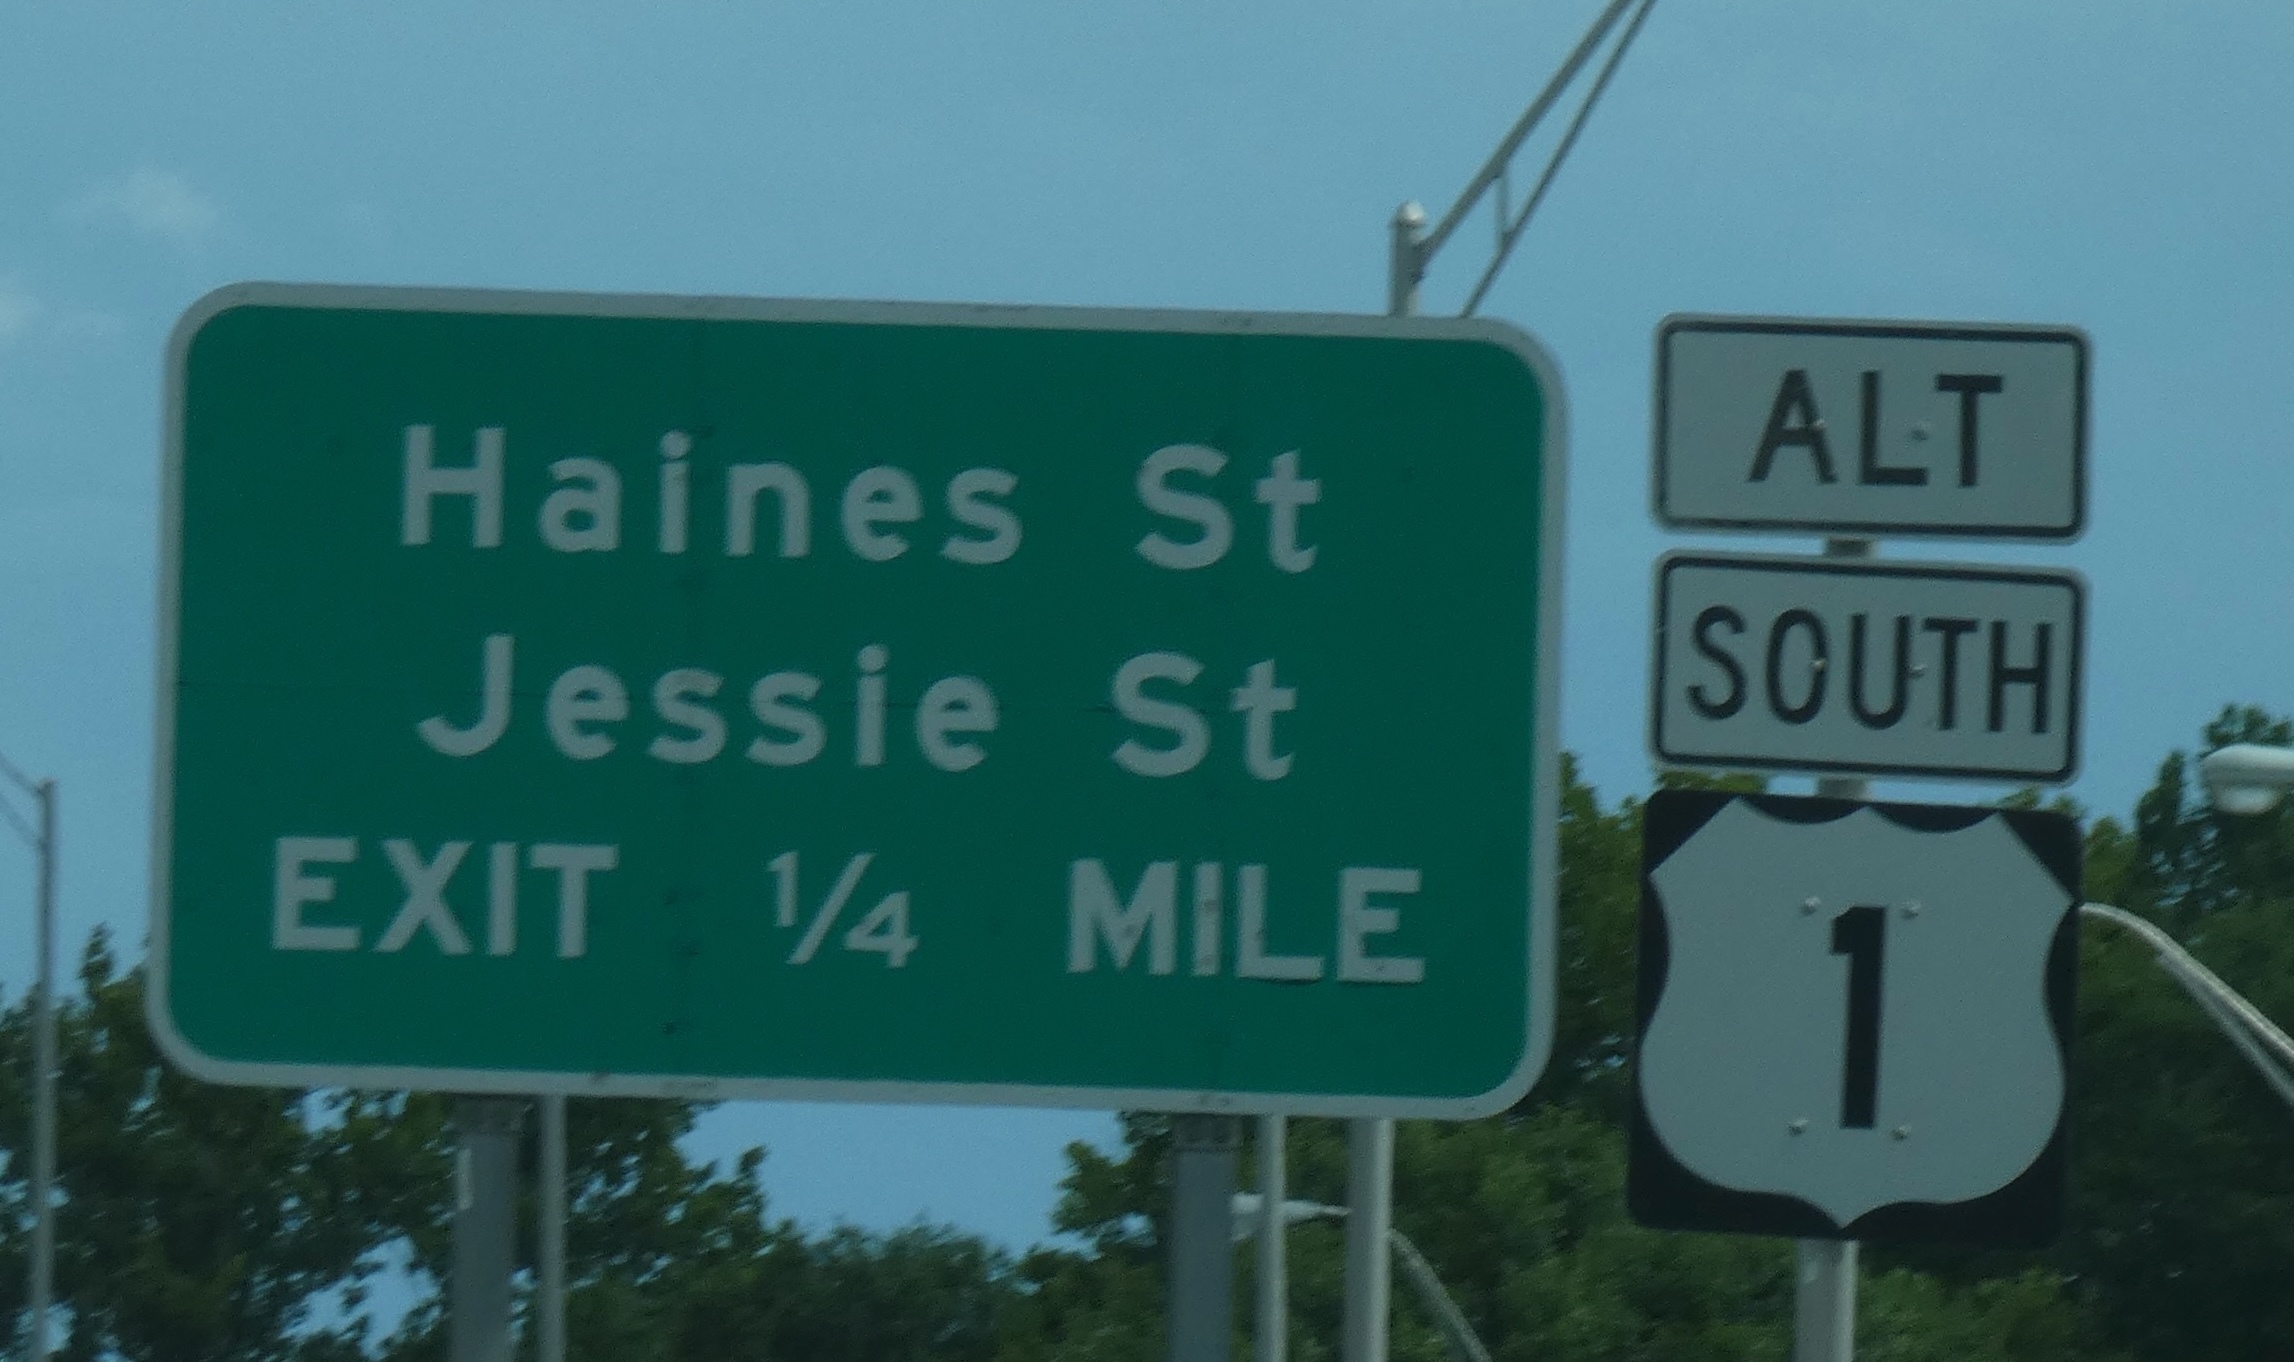 Haines St
Jessie St
EXIT ¼ MILE
ALT
SOUTH
1